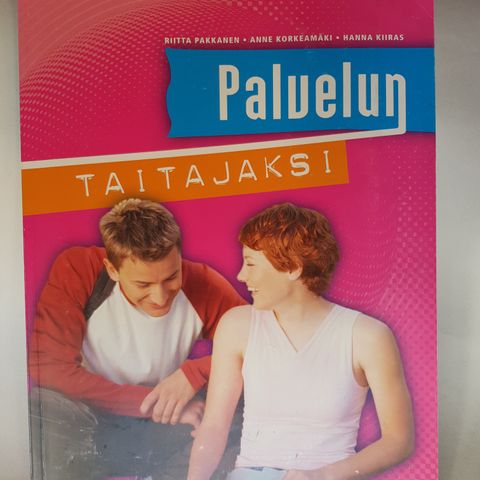 RIITTA PAKKANEN • ANNE KORKEAMÄKI • HANNA KIIRAS
Palvelun
TAITAJAKSI